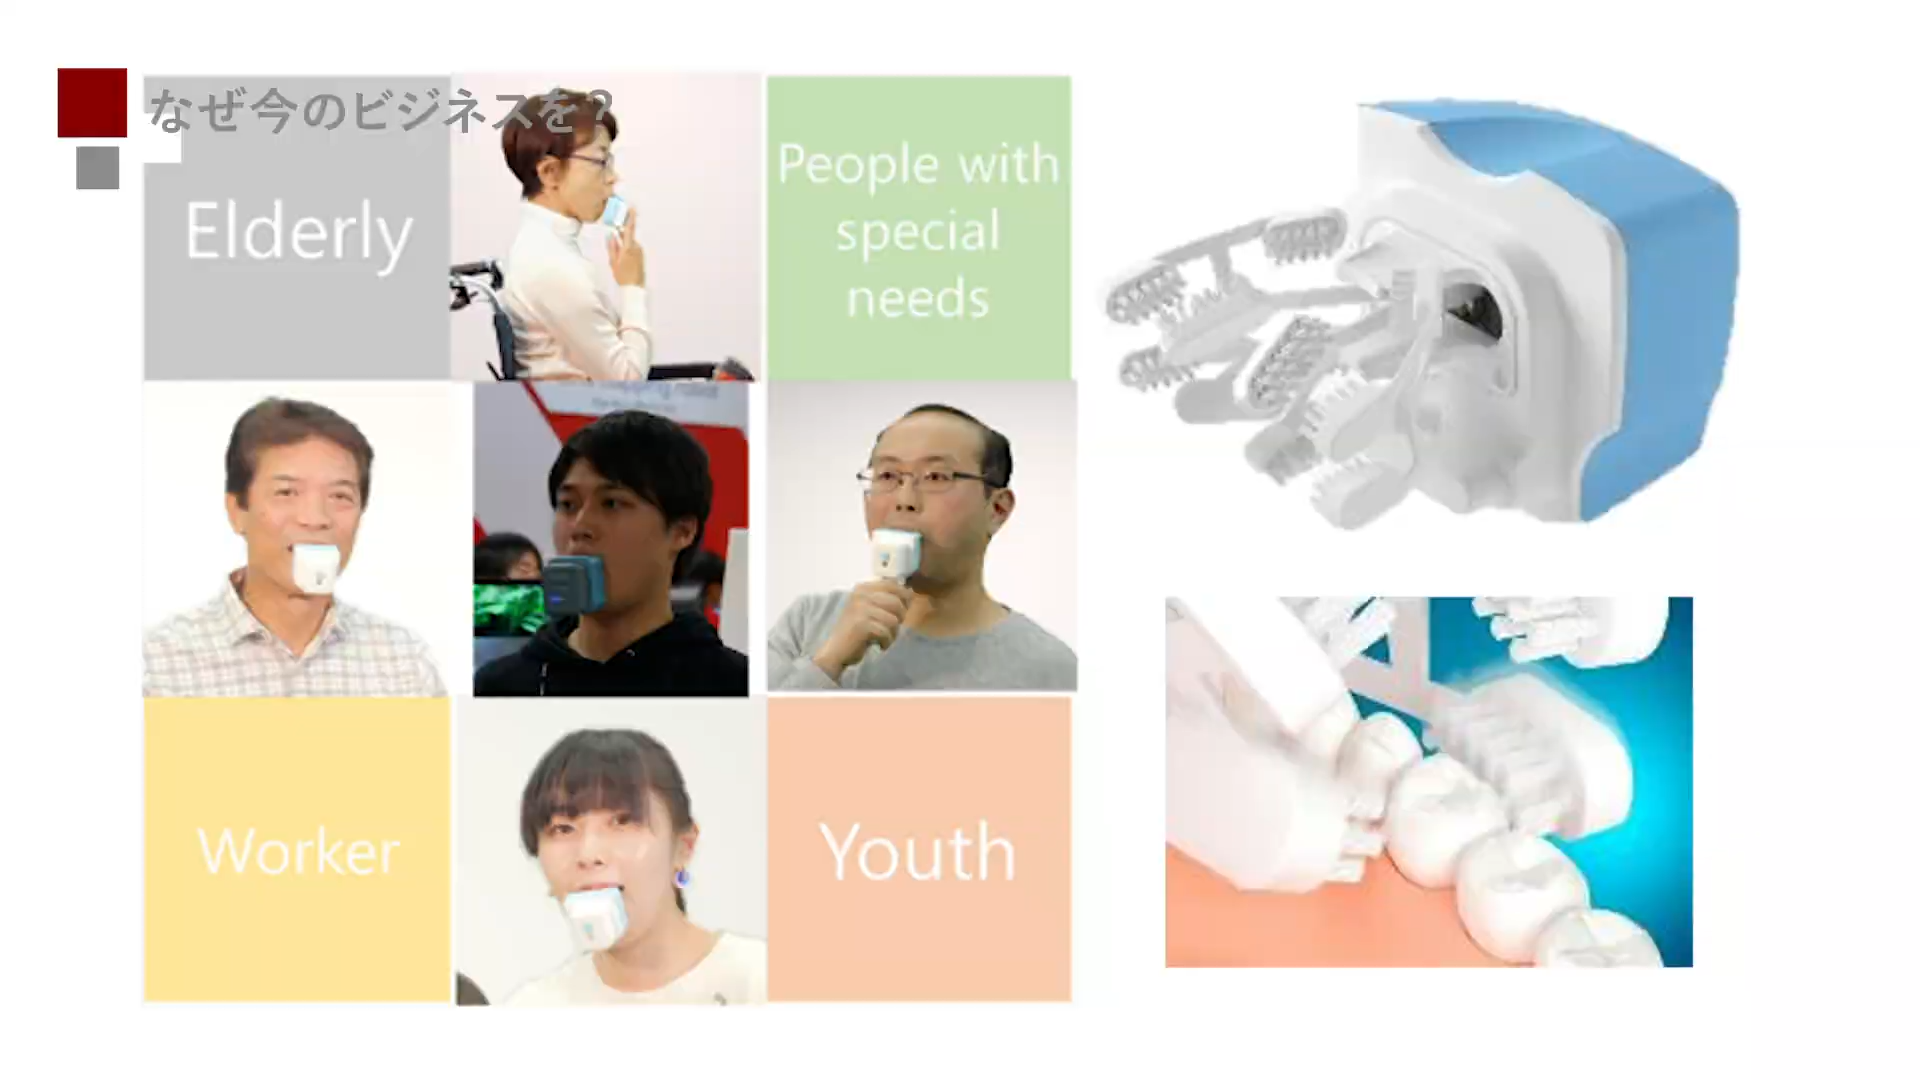 なぜ今のビジネスを?
Elderly
People with
special
needs
Worker
Youth